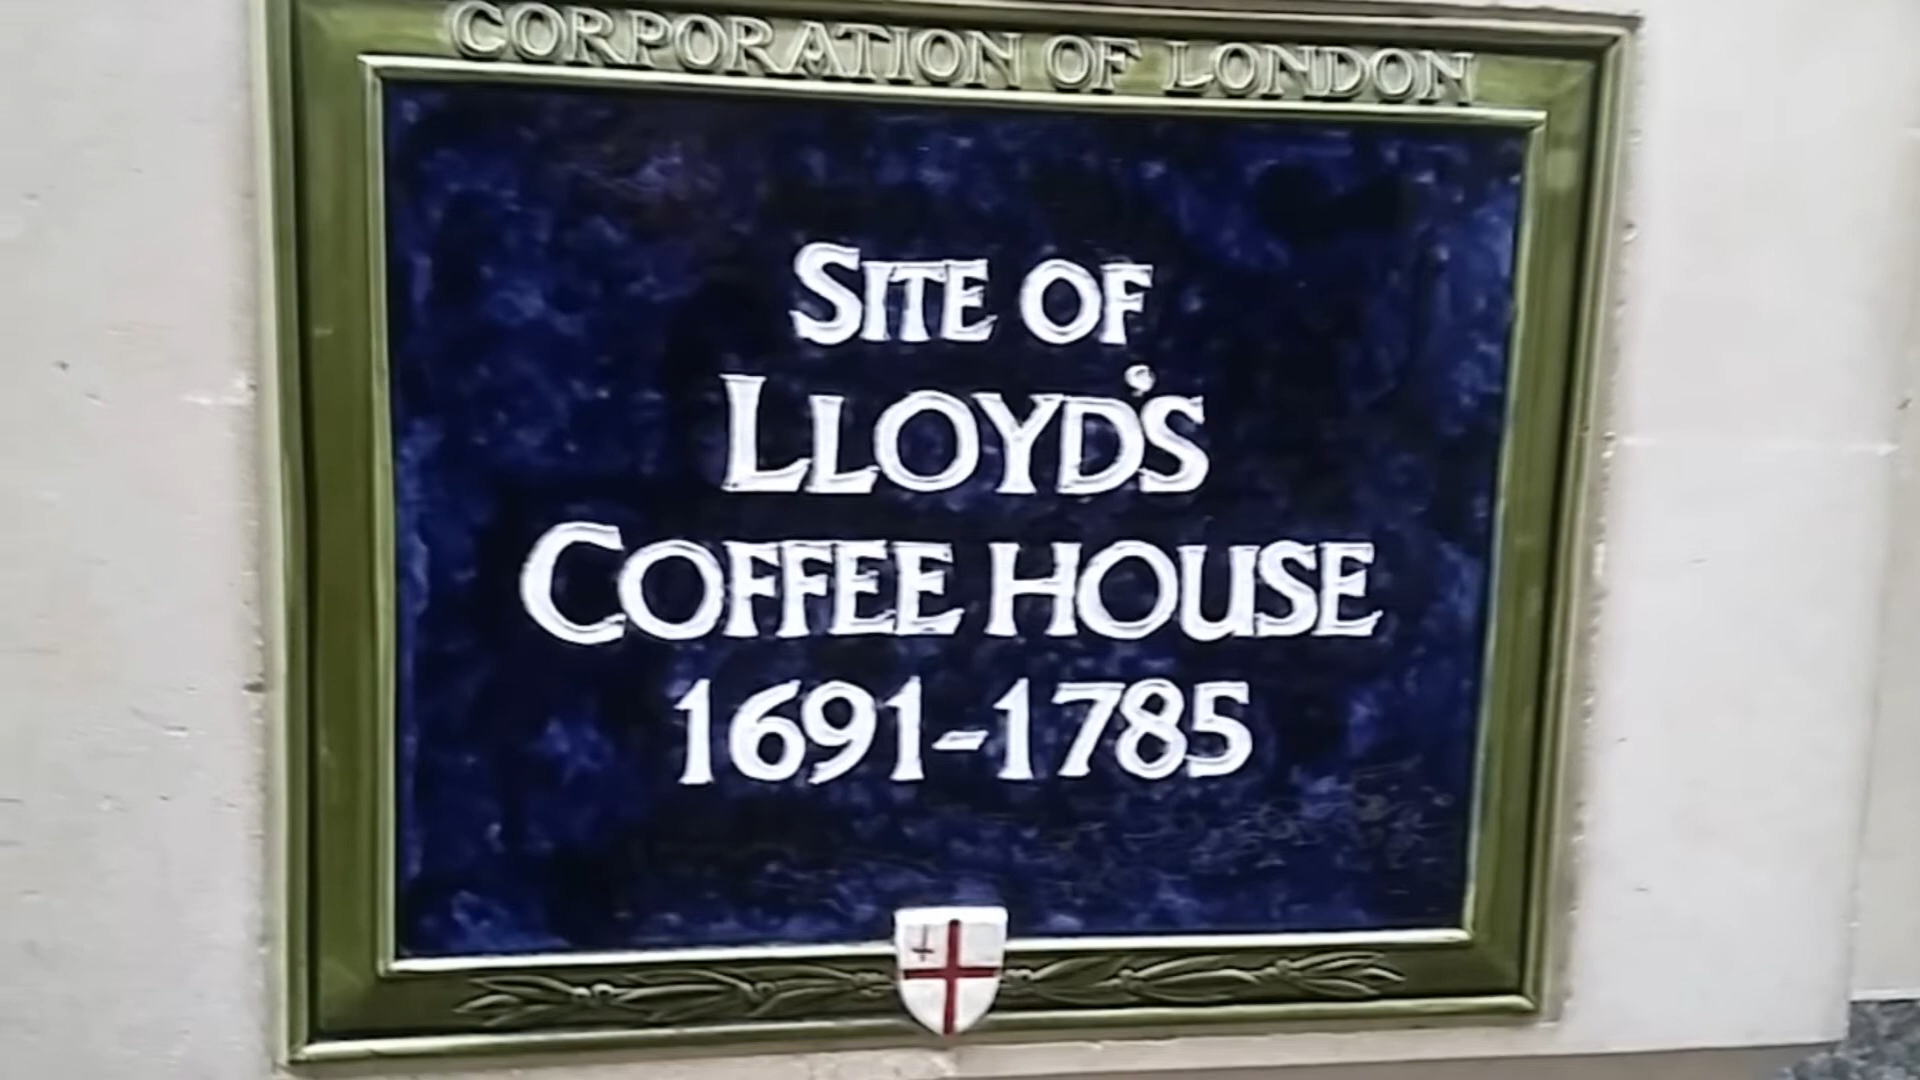 CORPORATION OF LONDON
SITE OF
LLOYD'S
COFFEE HOUSE
1691-1785